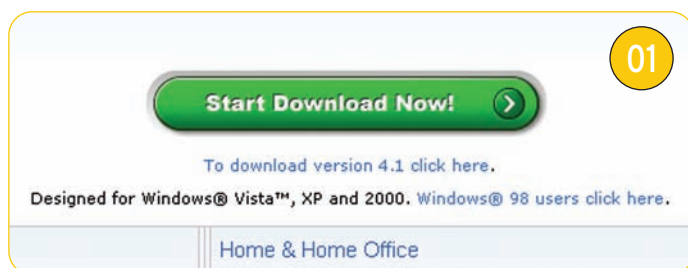 01
Start Download Now!
To download version 4.1 click here.
Designed for Windows® Vista™, XP and 2000. Windows® 98 users click here.
Home & Home Office